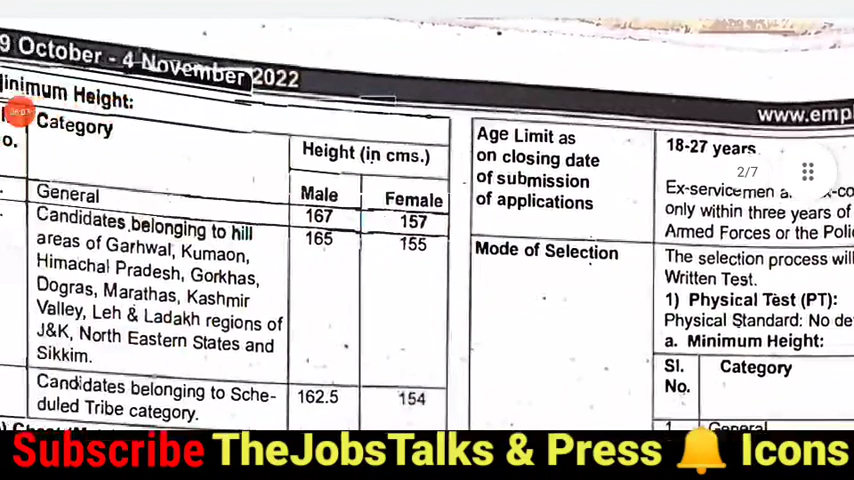 9 October - 4 November 2022
www.emp
inimum Height:
o.
Category
Height (in cms.)
Male
Female
General
167
157
Candidates belonging to hill
areas of Garhwal, Kumaon,
Himachal Pradesh, Gorkhas,
Dogras, Marathas, Kashmir
Valley, Leh & Ladakh regions of
J&K, North Eastern States and
Sikkim.
165
155
Candidates belonging to Sche-
duled Tribe category.
162.5
154
Age Limit as
on closing date
of submission
of applications
18-27 years.
2/7
Ex-servicemen
only within three years of
Armed Forces or the Polic
Mode of Selection
The selection process will
Written Test.
1) Physical Test (PT):
Physical Standard: No de
a. Minimum Height:
Sl.
No.
Category
1
General
Subscribe TheJobsTalks & Press 🔔 Icons